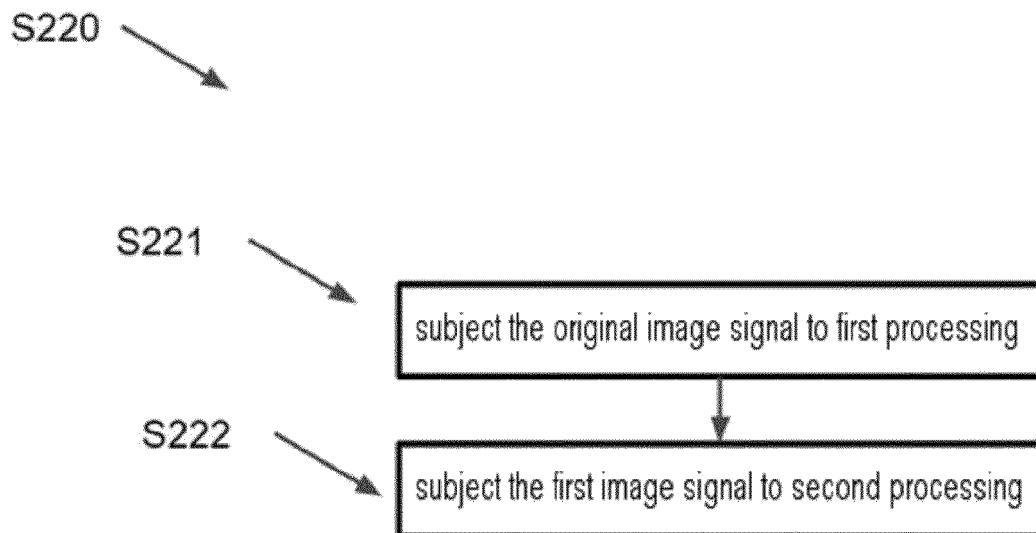 S220
S221
subject the original image signal to first processing
S222
subject the first image signal to second processing